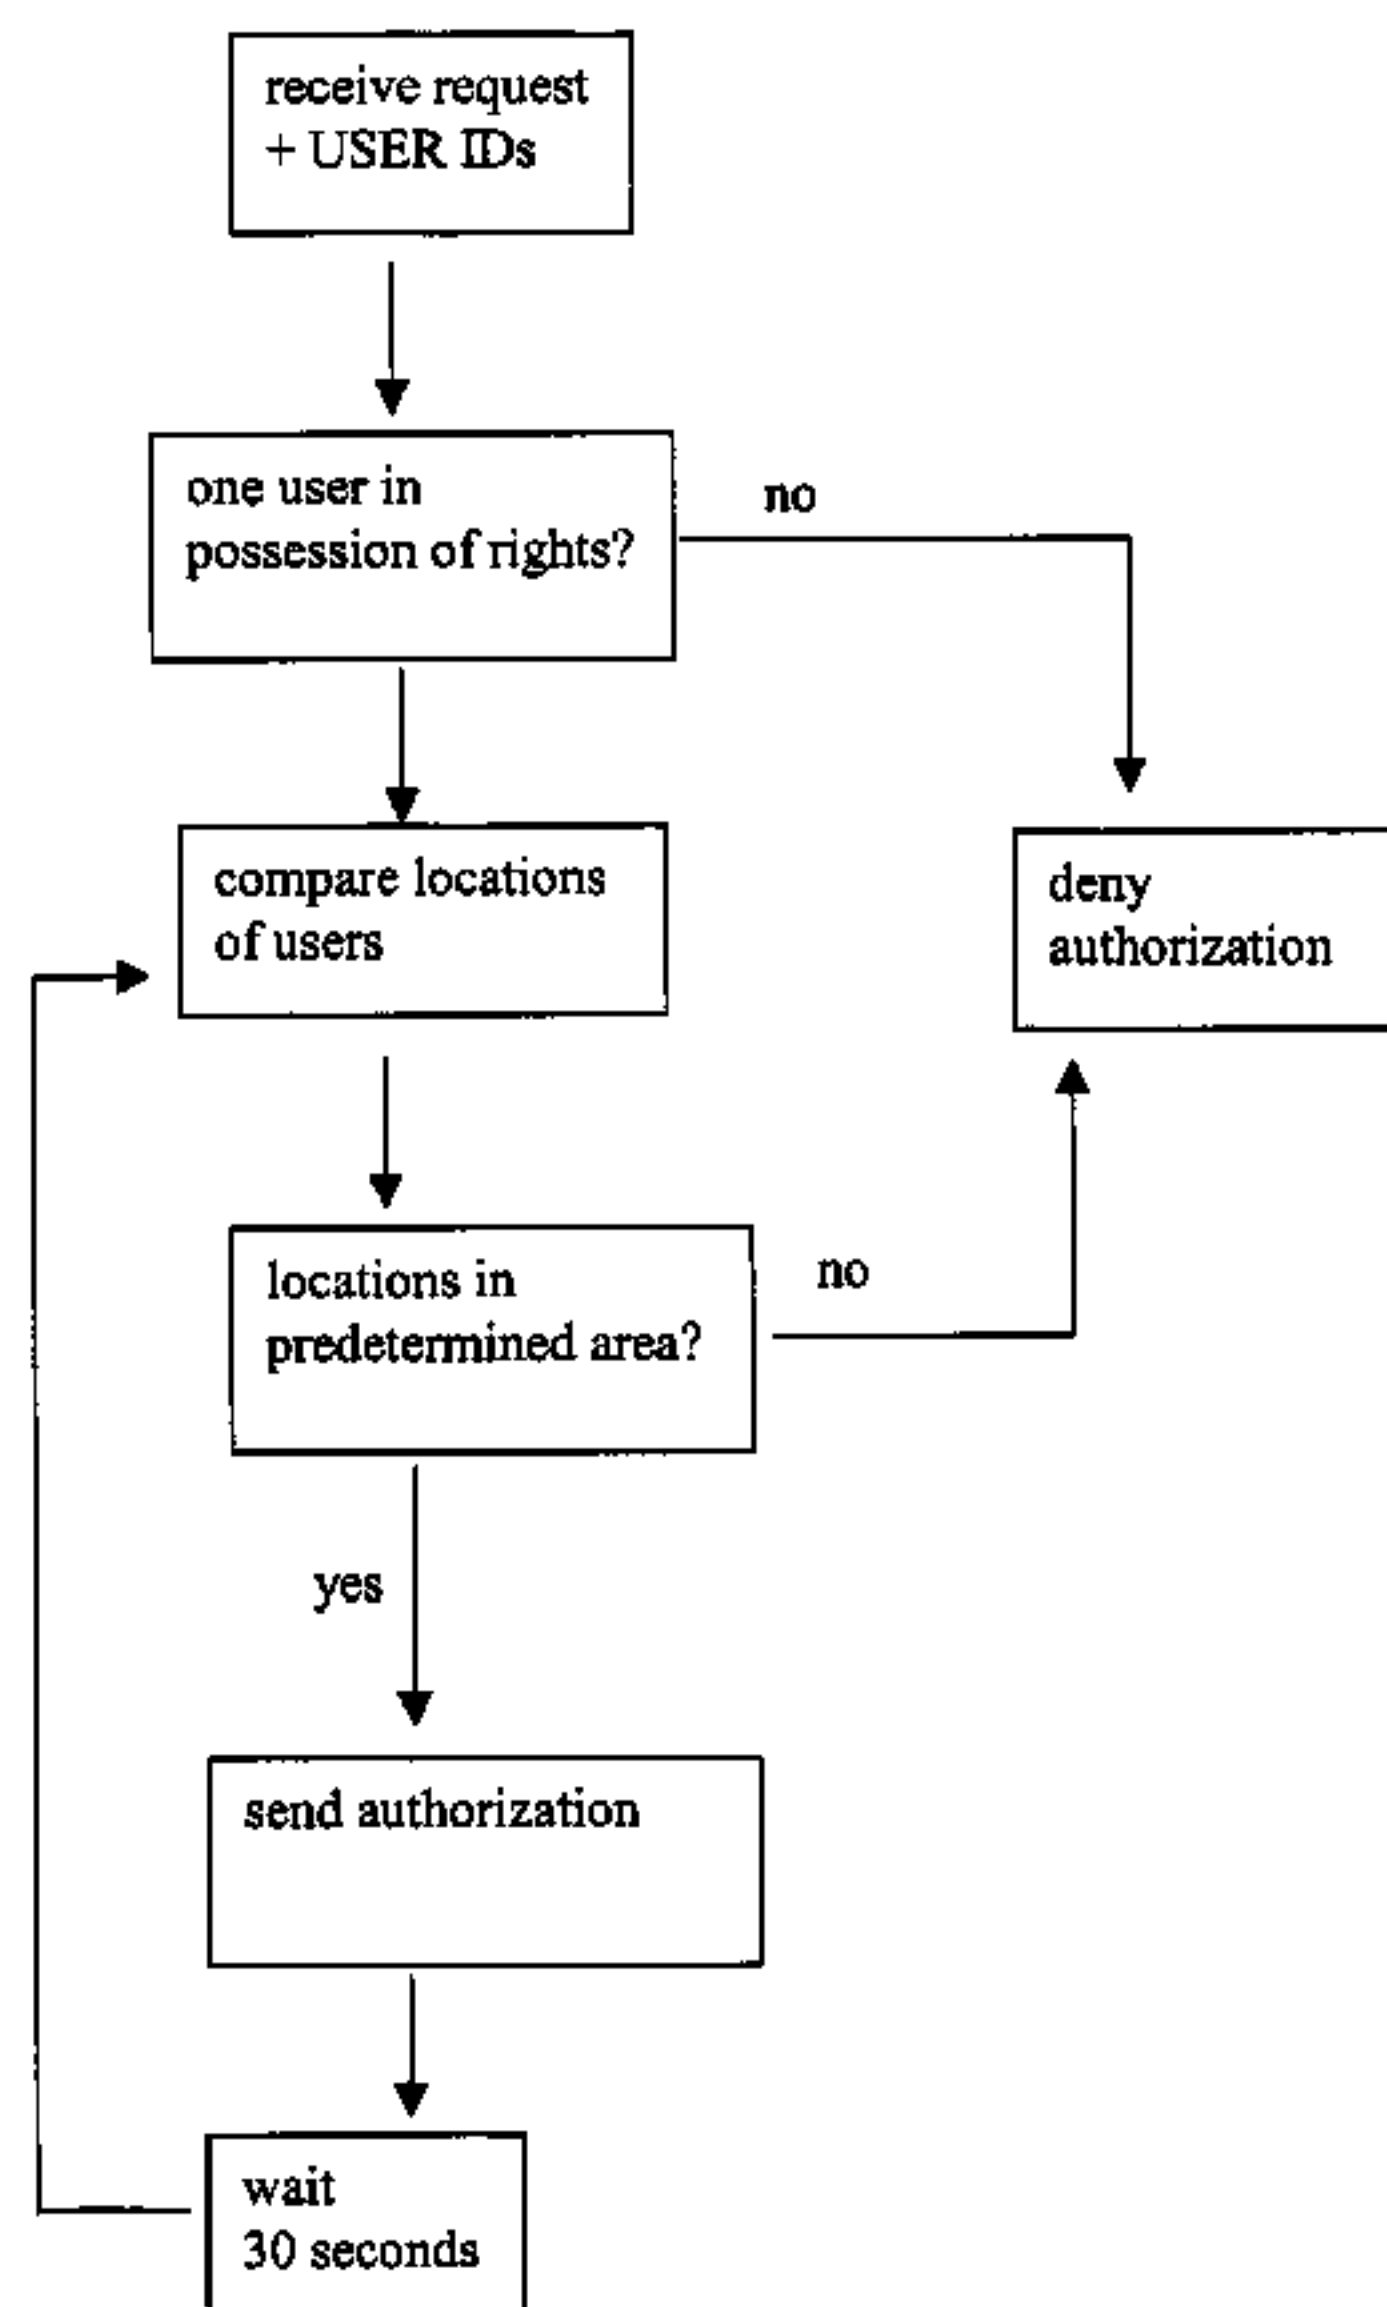 receive request
+ USER IDs
one user in
possession of rights?
no
compare locations
of users
deny
authorization
locations in
predetermined area?
no
yes
send authorization
wait
30 seconds